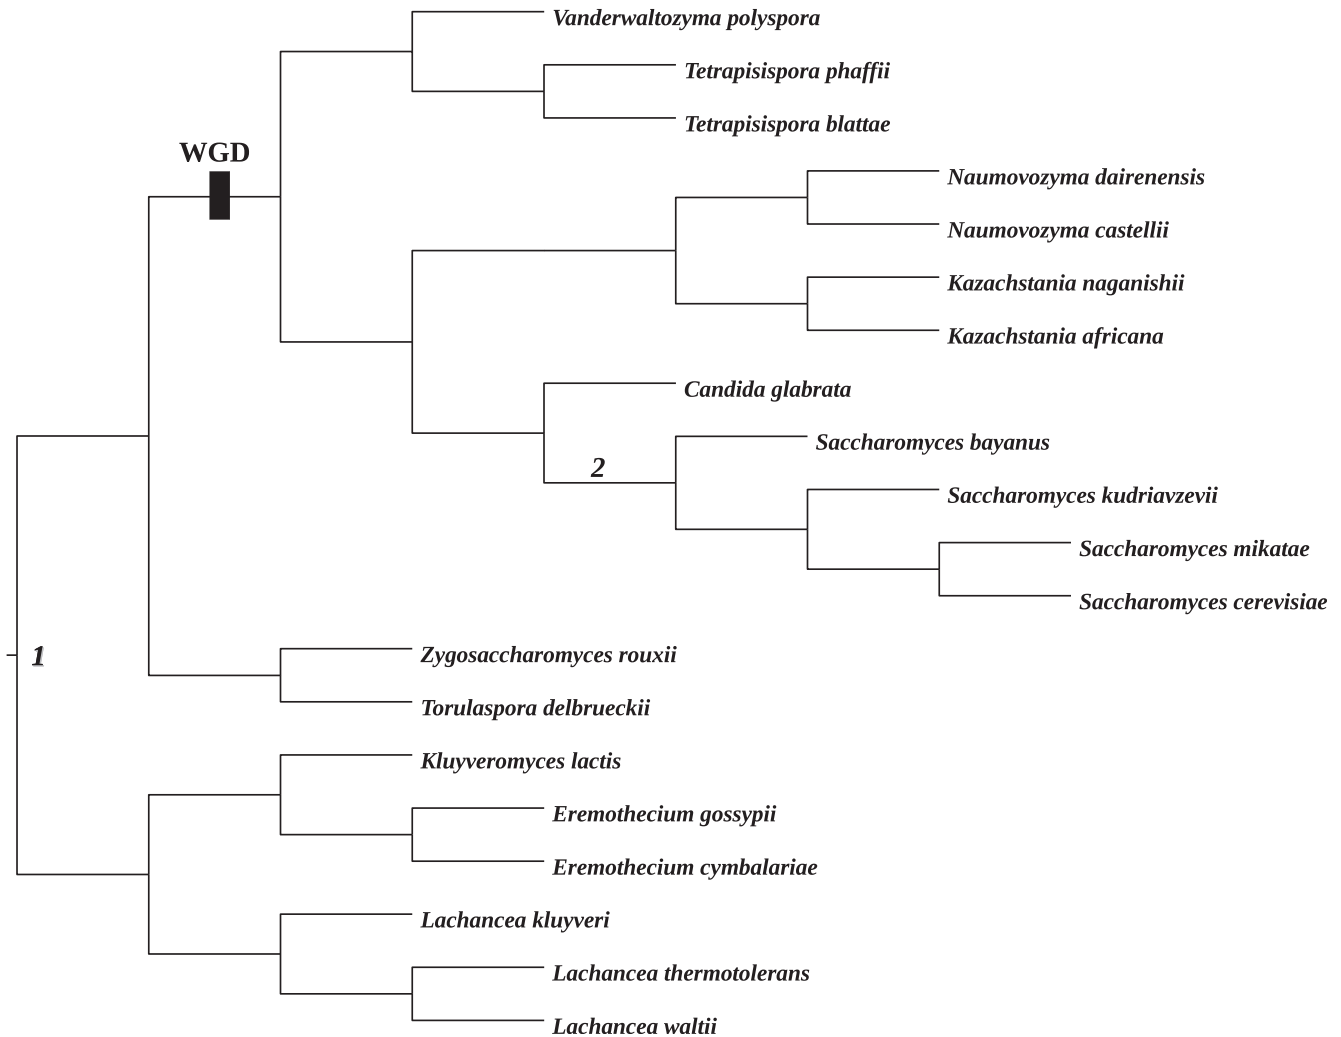 Vanderwaltozyma polyspora
Tetrapisispora phaffii
Tetrapisispora blattae
WGD
Naumovozyma dairenensis
Naumovozyma castellii
Kazachstania naganishii
Kazachstania africana
Candida glabrata
Saccharomyces bayanus
2
Saccharomyces kudriavzevii
Saccharomyces mikatae
Saccharomyces cerevisiae
1
Zygosaccharomyces rouxii
Torulaspora delbrueckii
Kluyveromyces lactis
Eremothecium gossypii
Eremothecium cymbalariae
Lachancea kluyveri
Lachancea thermotolerans
Lachancea waltii